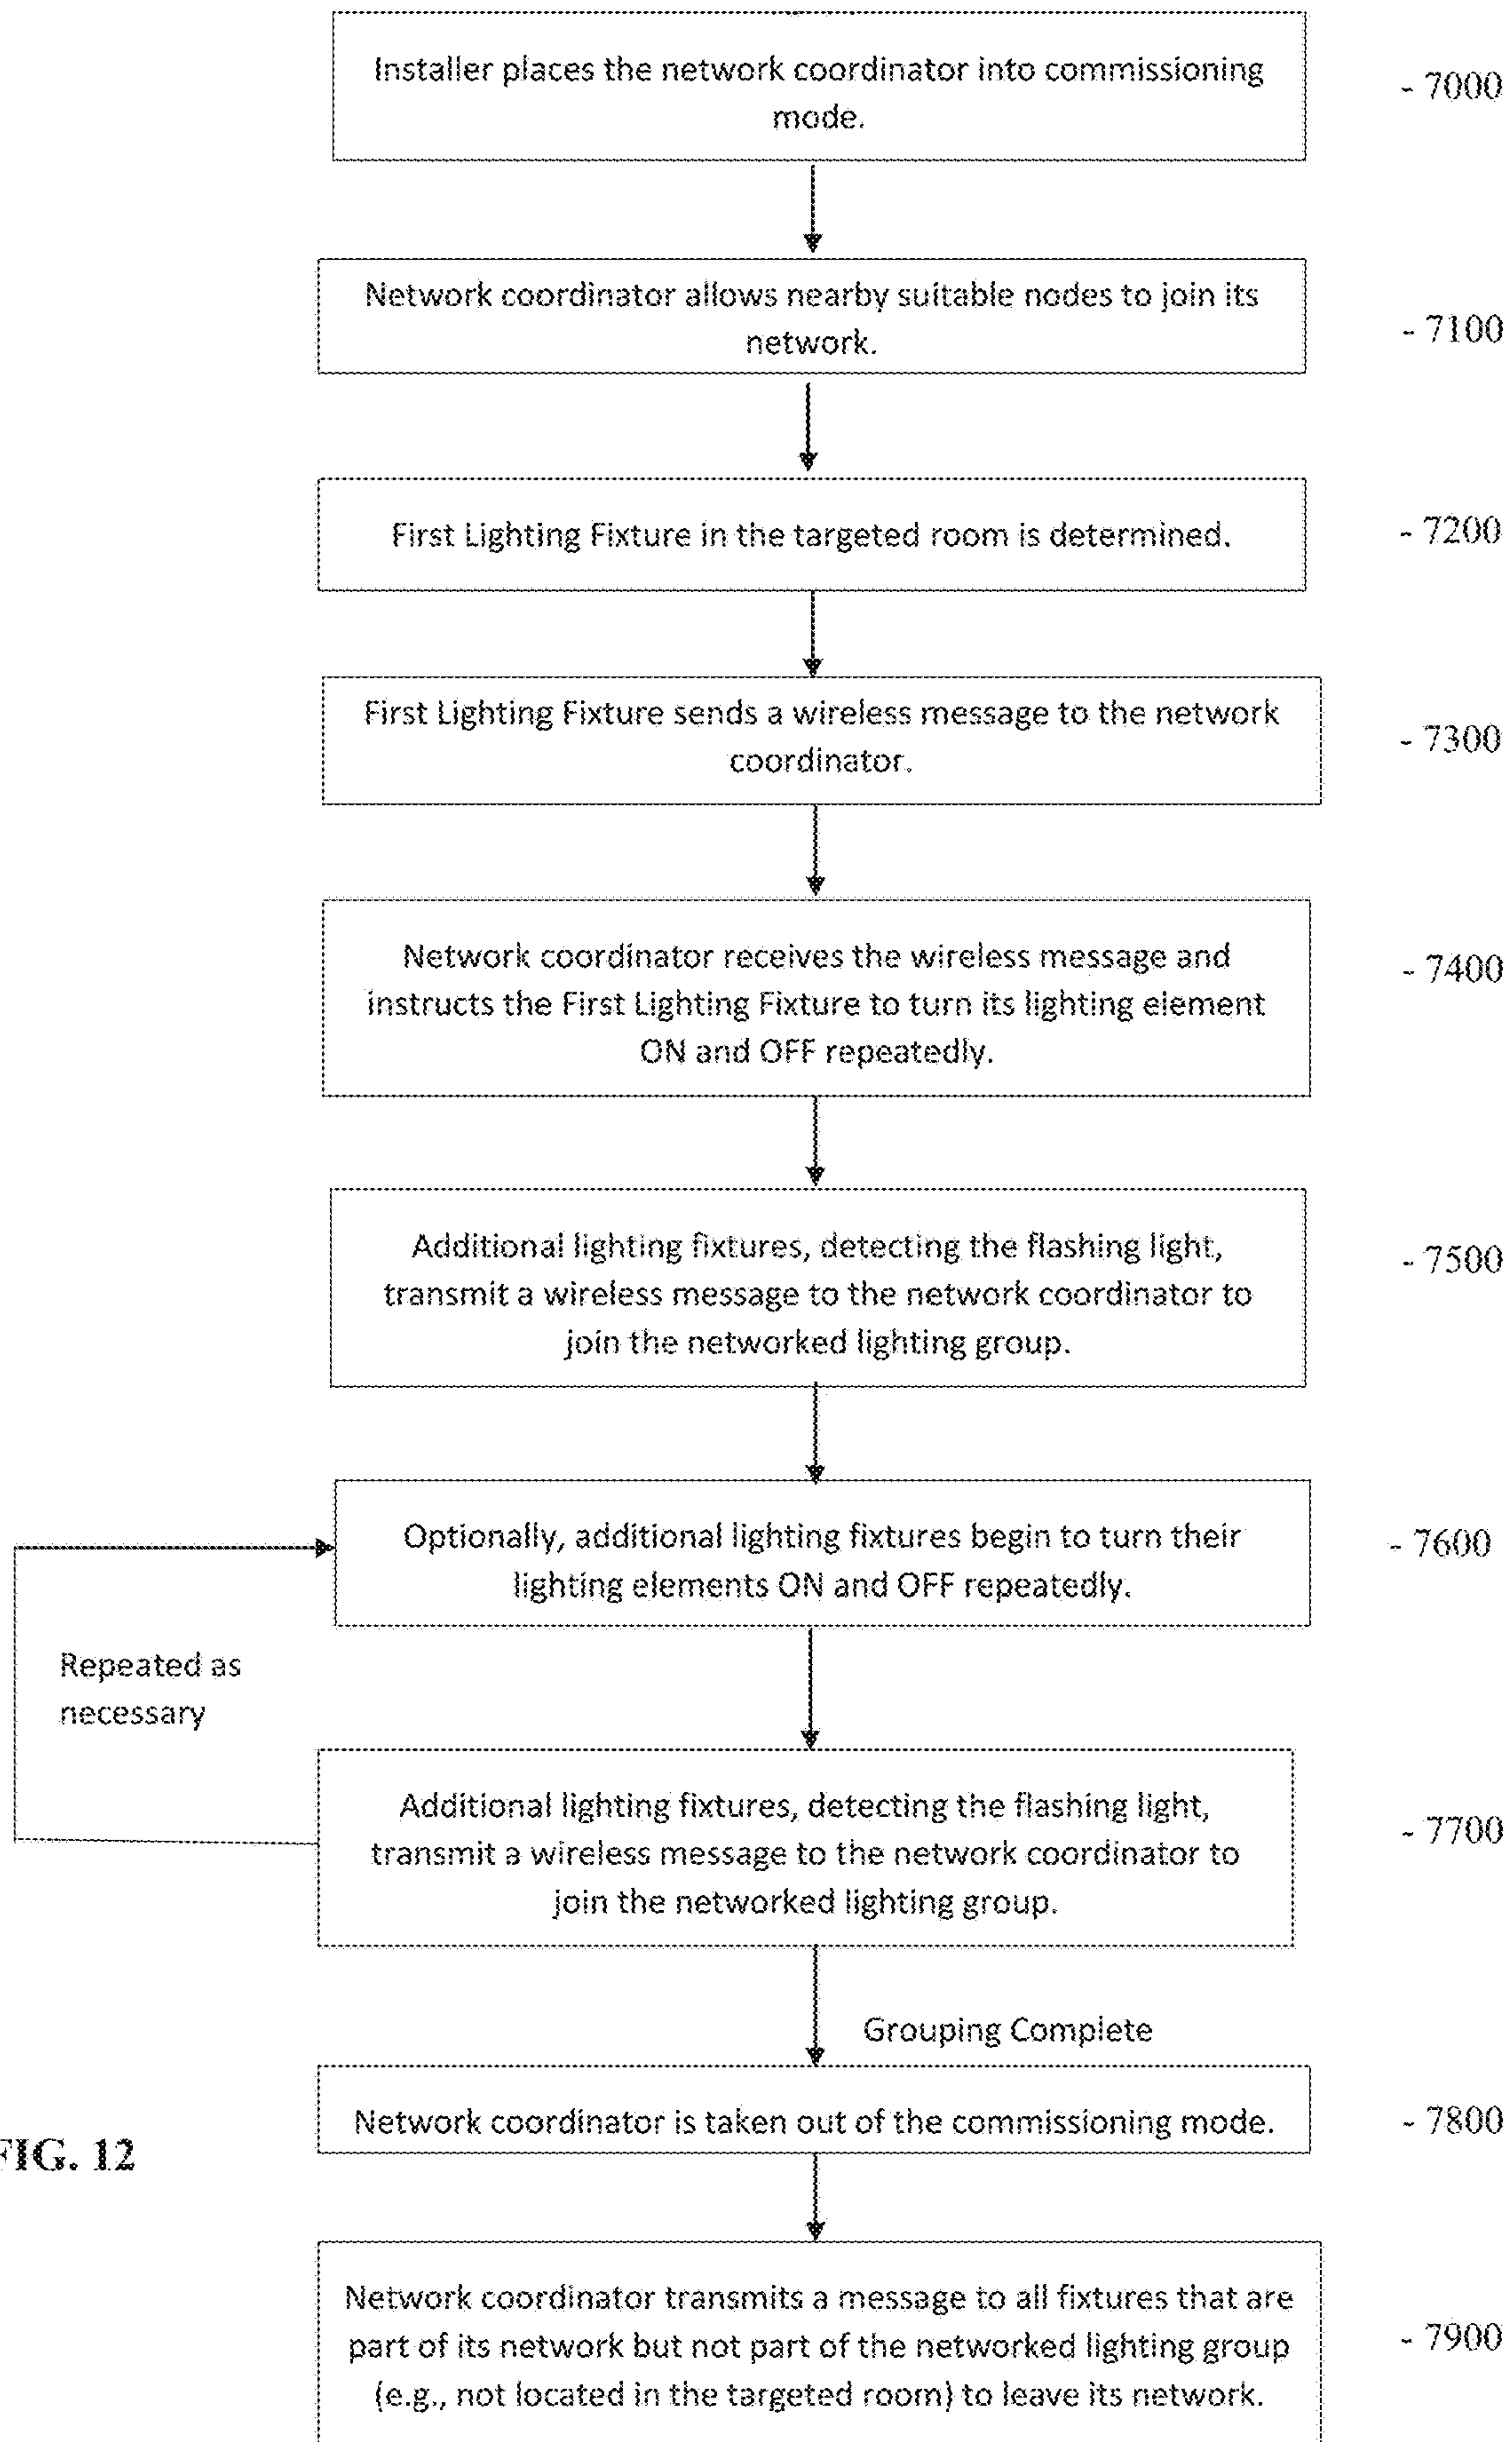 Installer places the network coordinator into commissioning
mode.
- 7000
Network coordinator allows nearby suitable nodes to join its
network.
- 7100
First Lighting Fixture in the targeted room is determined.
- 7200
First Lighting Fixture sends a wireless message to the network
coordinator.
- 7300
Network coordinator receives the wireless message and
instructs the First Lighting Fixture to turn its lighting element
ON and OFF repeatedly.
- 7400
Additional lighting fixtures, detecting the flashing light,
transmit a wireless message to the network coordinator to
join the networked lighting group.
- 7500
Optionally, additional lighting fixtures begin to turn their
lighting elements ON and OFF repeatedly.
- 7600
Repeated as
necessary
Additional lighting fixtures, detecting the flashing light,
transmit a wireless message to the network coordinator to
join the networked lighting group.
- 7700
Grouping Complete
Network coordinator is taken out of the commissioning mode.
- 7800
FIG. 12
Network coordinator transmits a message to all fixtures that are
part of its network but not part of the networked lighting group
(e.g., not located in the targeted room) to leave its network.
- 7900